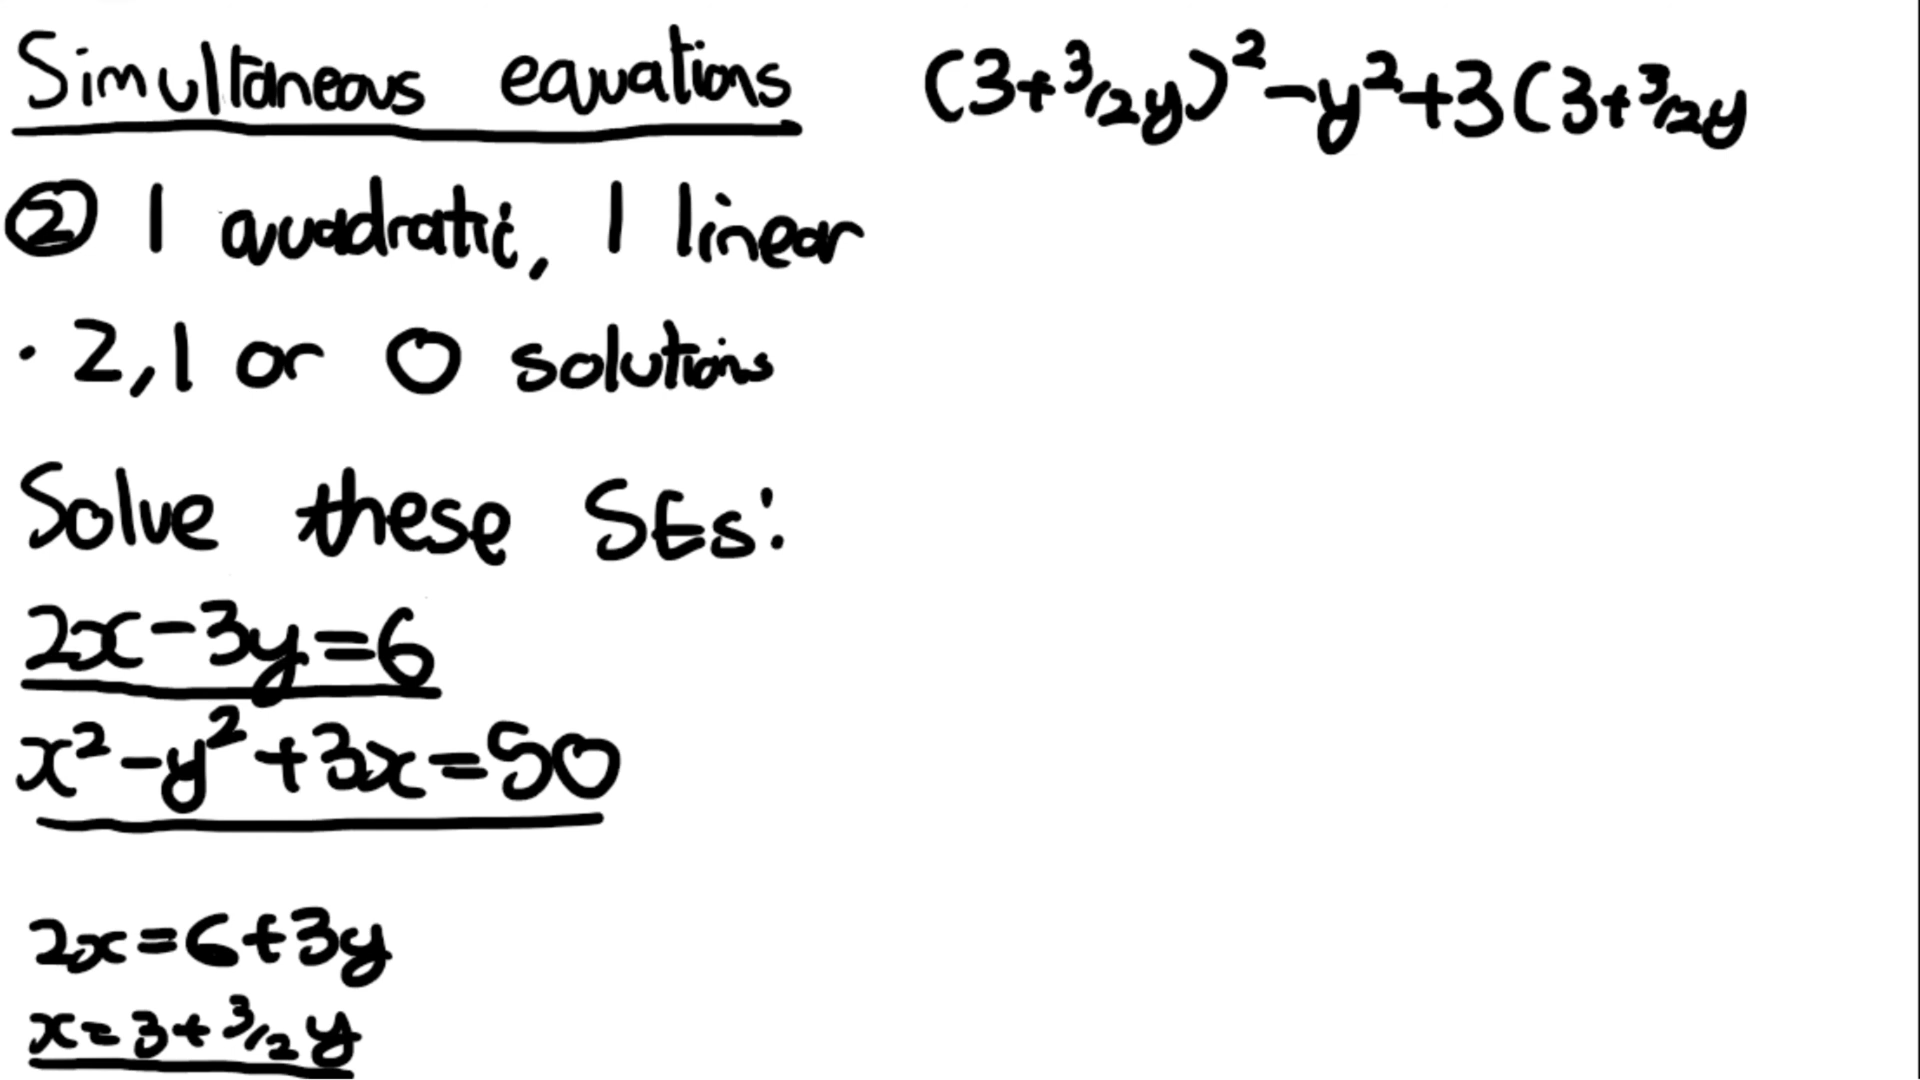 Simultaneous equations
② 1 quadratic, 1 linear
· 2, 1 or 0 solutions
Solve these SEs:
2x-3y=6
x²-y²+3x=50
2x=6+3y
x=3+3/2y
(3+3/2y)²-y²+3(3+3/2y